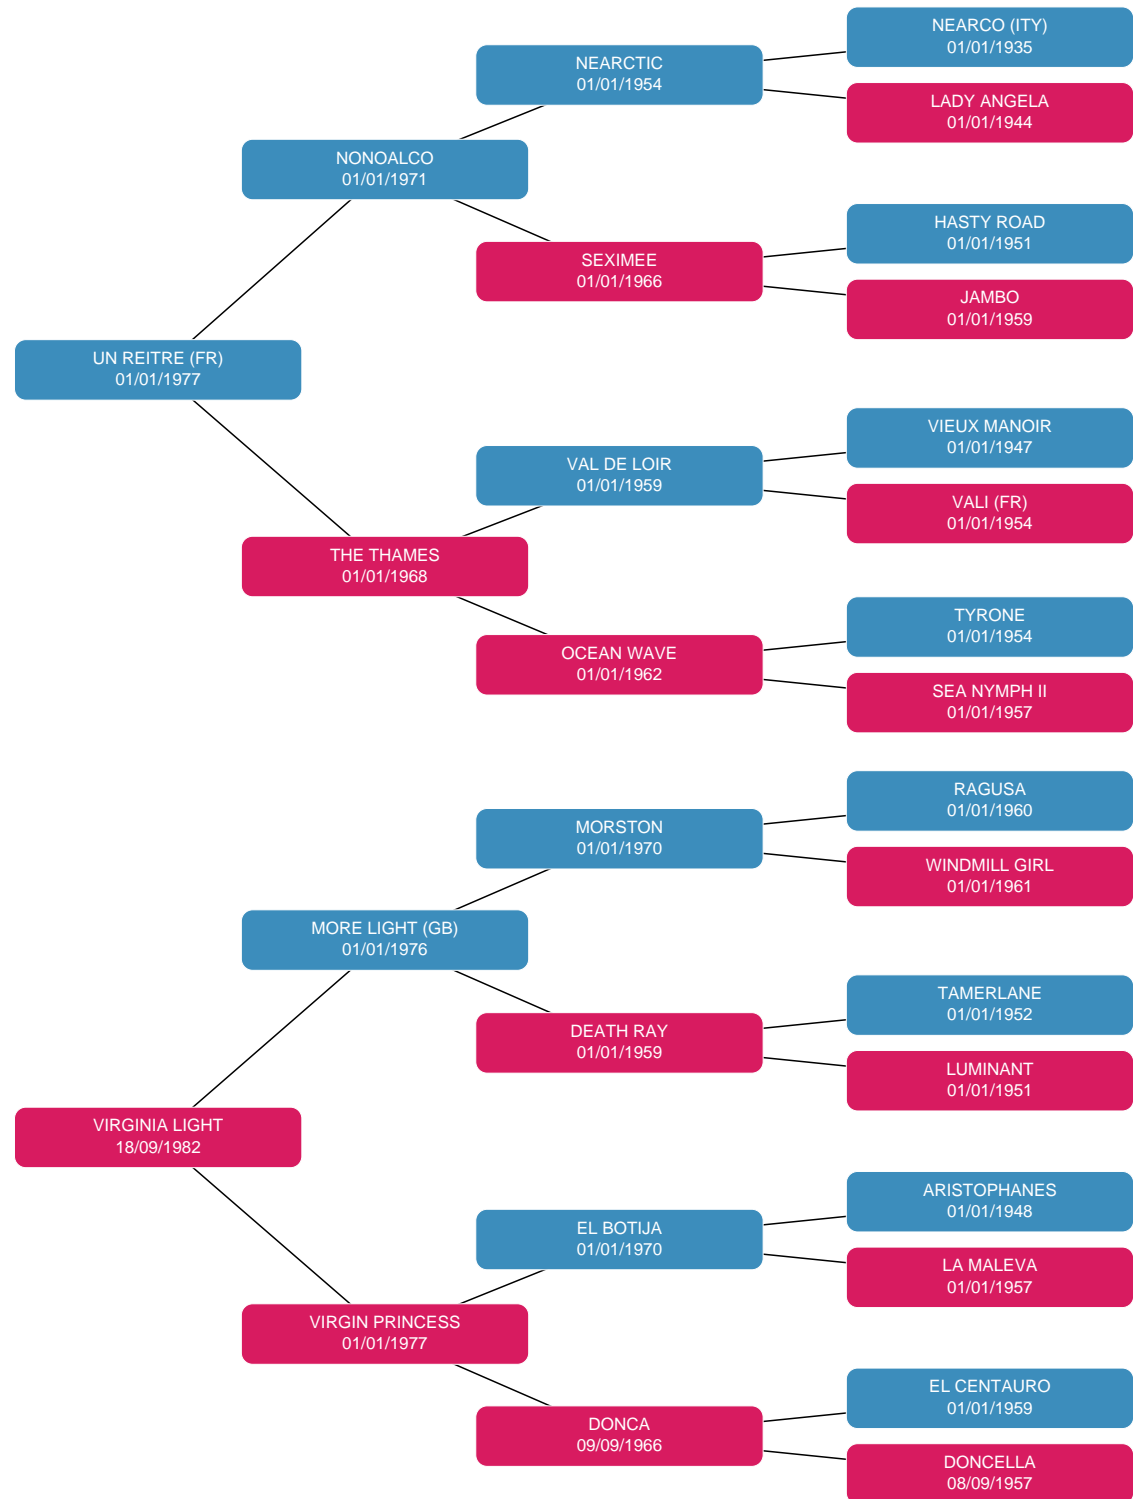 NEARCO (ITY)
01/01/1935
NEARCTIC
01/01/1954
LADY ANGELA
01/01/1944
NONOALCO
01/01/1971
HASTY ROAD
01/01/1951
SEXIMEE
01/01/1966
JAMBO
01/01/1959
UN REITRE (FR)
01/01/1977
VIEUX MANOIR
01/01/1947
VAL DE LOIR
01/01/1959
VALI (FR)
01/01/1954
THE THAMES
01/01/1968
TYRONE
01/01/1954
OCEAN WAVE
01/01/1962
SEA NYMPH II
01/01/1957
RAGUSA
01/01/1960
MORSTON
01/01/1970
WINDMILL GIRL
01/01/1961
MORE LIGHT (GB)
01/01/1976
TAMERLANE
01/01/1952
DEATH RAY
01/01/1959
LUMINANT
01/01/1951
VIRGINIA LIGHT
18/09/1982
ARISTOPHANES
01/01/1948
EL BOTIJA
01/01/1970
LA MALEVA
01/01/1957
VIRGIN PRINCESS
01/01/1977
EL CENTAURO
01/01/1959
DONCA
09/09/1966
DONCELLA
08/09/1957